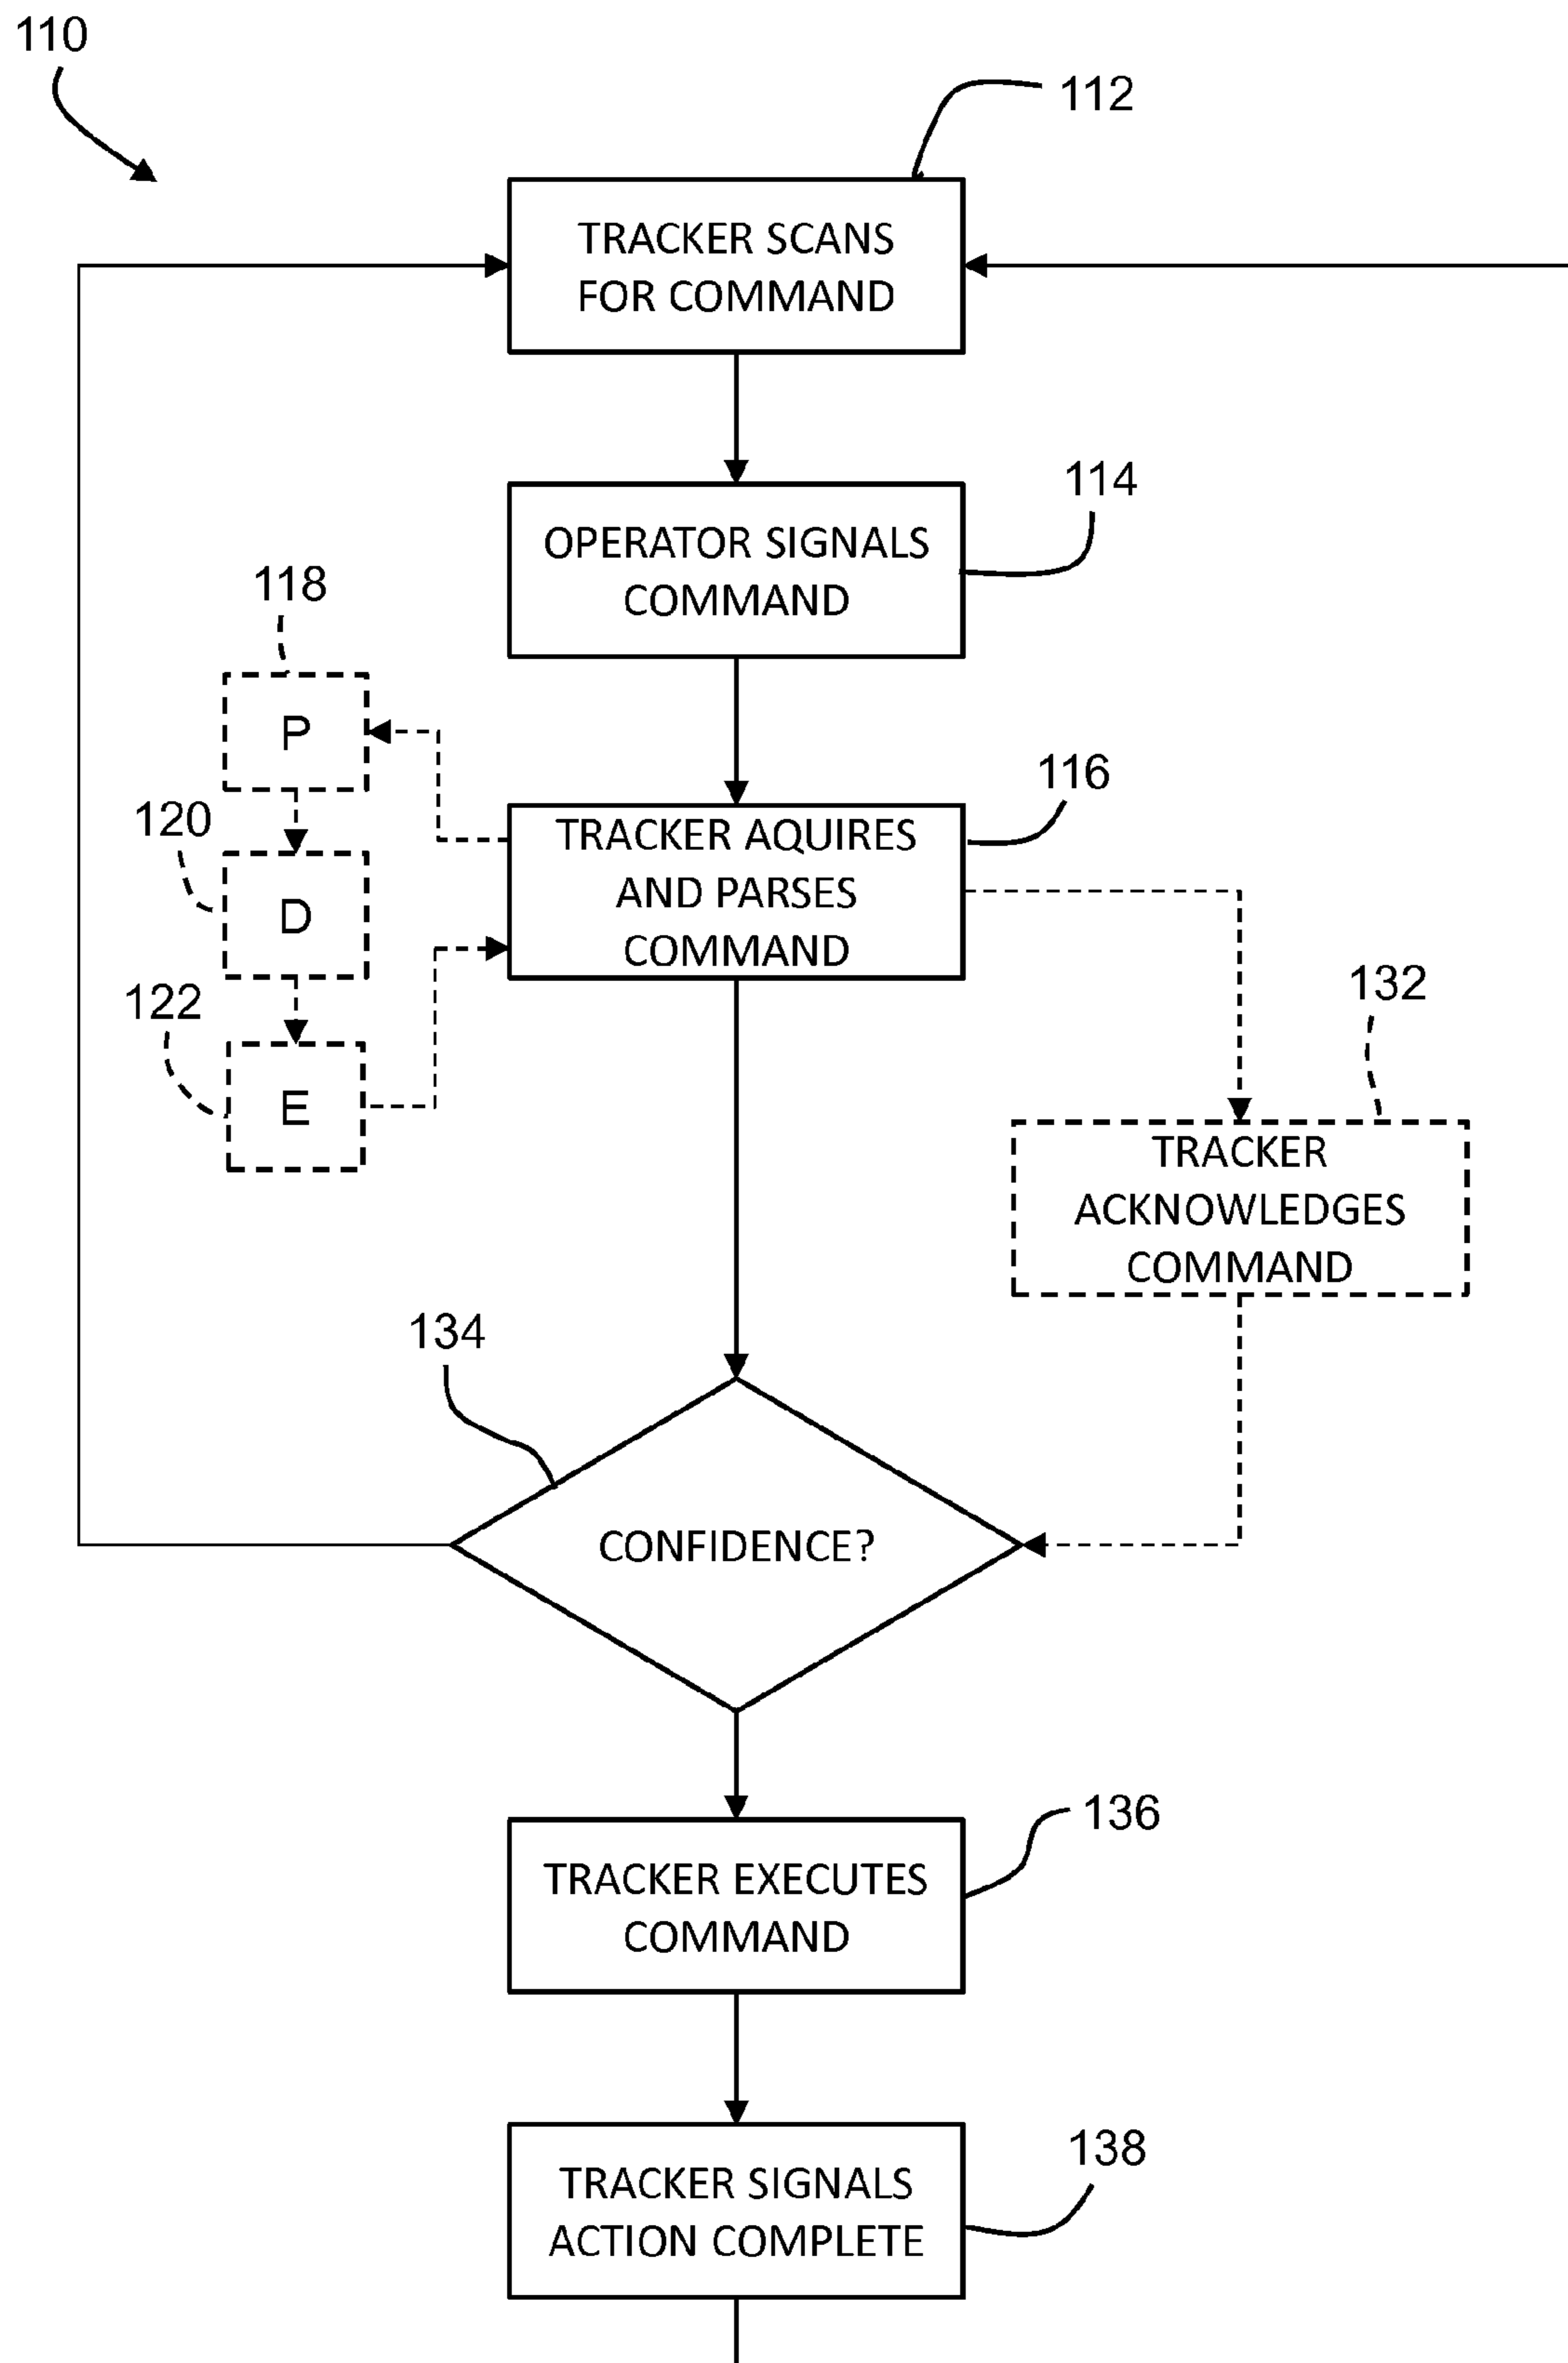 110
112
TRACKER SCANS
FOR COMMAND
114
OPERATOR SIGNALS
COMMAND
118
P
116
TRACKER AQUIRES
AND PARSES
COMMAND
120
D
122
E
132
TRACKER
ACKNOWLEDGES
COMMAND
134
CONFIDENCE?
136
TRACKER EXECUTES
COMMAND
138
TRACKER SIGNALS
ACTION COMPLETE